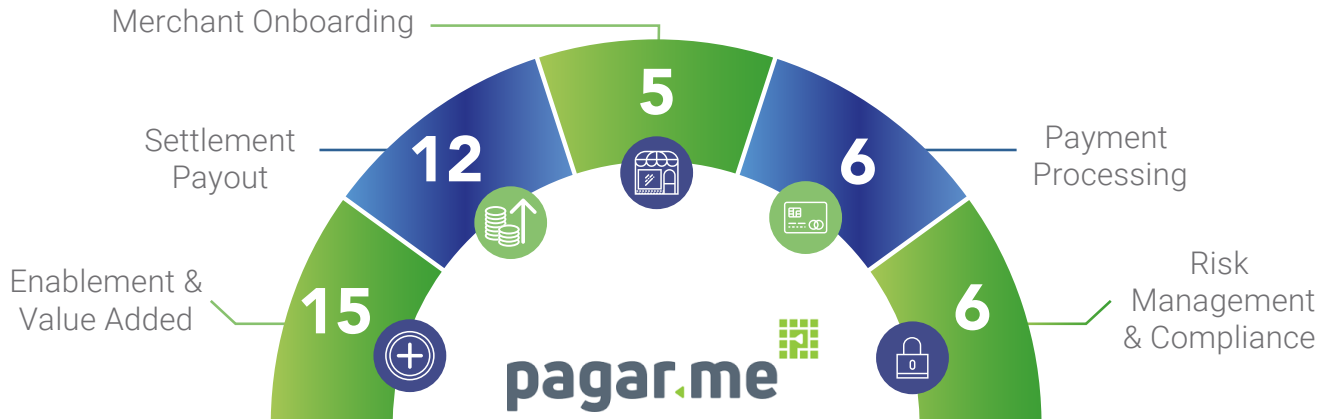 Merchant Onboarding
5
Settlement
Payout
12
6
Payment
Processing
Enablement &
Value Added
15
6
Risk
Management
& Compliance
pagar.me